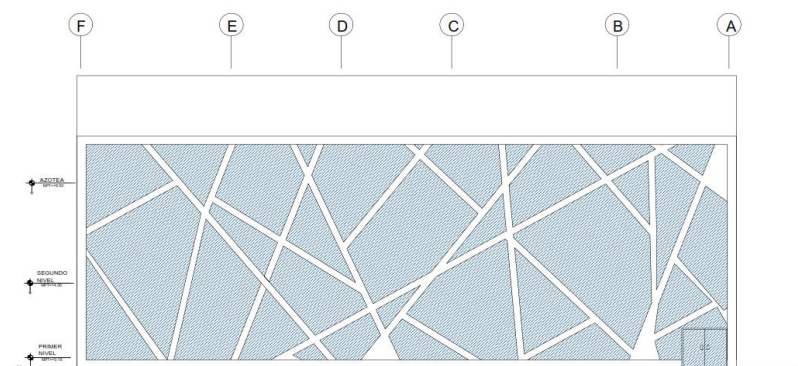 F E D C B A
AZOTEA
SEGUNDO
NIVEL
PRIMER
NIVEL